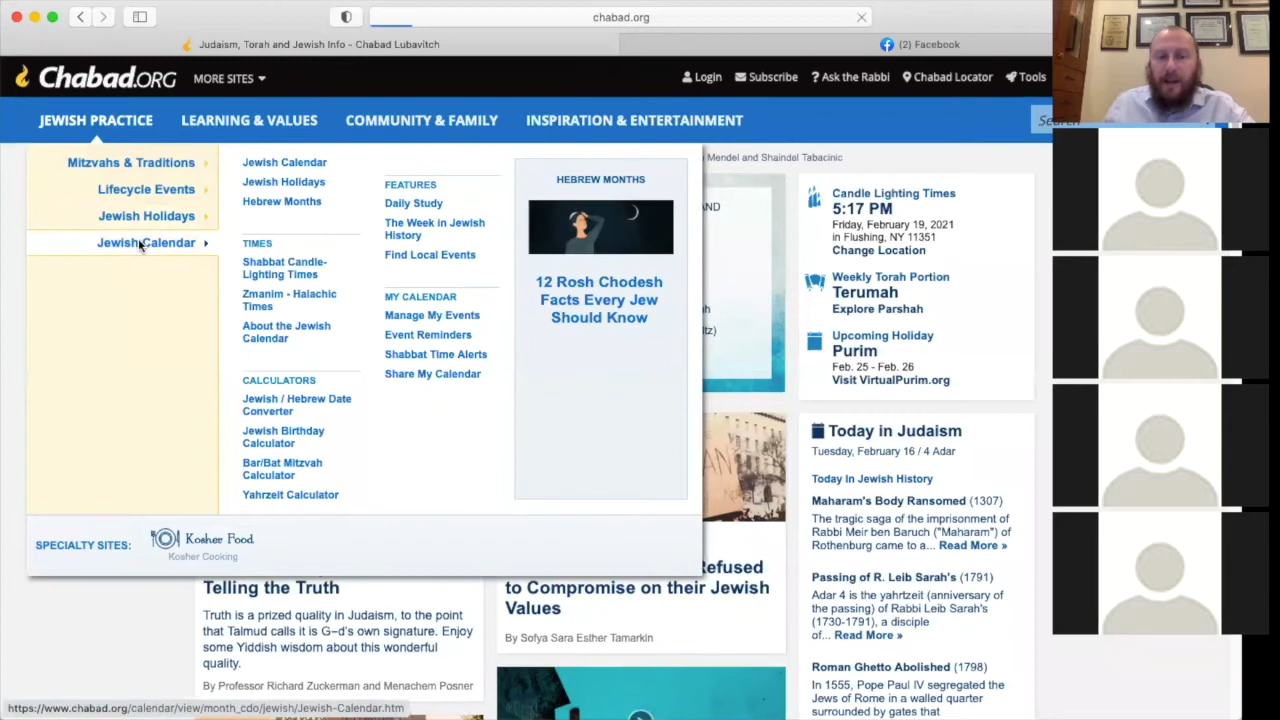 chabad.org
Judaism, Torah and Jewish Info - Chabad Lubavitch
(2) Facebook
Chabad.ORG
MORE SITES
Login
Subscribe
Ask the Rabbi
Chabad Locator
Tools
JEWISH PRACTICE
LEARNING & VALUES
COMMUNITY & FAMILY
INSPIRATION & ENTERTAINMENT
Search
Mitzvahs & Traditions
Lifecycle Events
Jewish Holidays
Jewish Calendar
Jewish Calendar
Jewish Holidays
Hebrew Months
TIMES
Shabbat Candle-
Lighting Times
Zmanim - Halachic
Times
About the Jewish
Calendar
CALCULATORS
Jewish / Hebrew Date
Converter
Jewish Birthday
Calculator
Bar/Bat Mitzvah
Calculator
Yahrzeit Calculator
FEATURES
Daily Study
The Week in Jewish
History
Find Local Events
MY CALENDAR
Manage My Events
Event Reminders
Shabbat Time Alerts
Share My Calendar
HEBREW MONTHS
12 Rosh Chodesh
Facts Every Jew
Should Know
SPECIALTY SITES:
Kosher Food
Kosher Cooking
Mendel and Shaindel Tabacinic
Candle Lighting Times
5:17 PM
Friday, February 19, 2021
in Flushing, NY 11351
Change Location
Weekly Torah Portion
Terumah
Explore Parshah
Upcoming Holiday
Purim
Feb. 25 - Feb. 26
Visit VirtualPurim.org
Telling the Truth
Truth is a prized quality in Judaism, to the point
that Talmud calls it is G–d's own signature. Enjoy
some Yiddish wisdom about this wonderful
quality.
By Professor Richard Zuckerman and Menachem Posner
Refused
to Compromise on their Jewish
Values
By Sofya Sara Esther Tamarkin
Today in Judaism
Tuesday, February 16 / 4 Adar
Today In Jewish History
Maharam's Body Ransomed (1307)
The tragic saga of the imprisonment of
Rabbi Meir ben Baruch ("Maharam") of
Rothenburg came to a... Read More »
Passing of R. Leib Sarah's (1791)
Adar 4 is the yahrtzeit (anniversary of
the passing) of Rabbi Leib Sarah's
(1730-1791), a disciple
of... Read More »
Roman Ghetto Abolished (1798)
In 1555, Pope Paul IV segregated the
Jews of Rome in a walled quarter
surrounded by gates that
https://www.chabad.org/calendar/view/month_cdo/jewish/Jewish-Calendar.htm